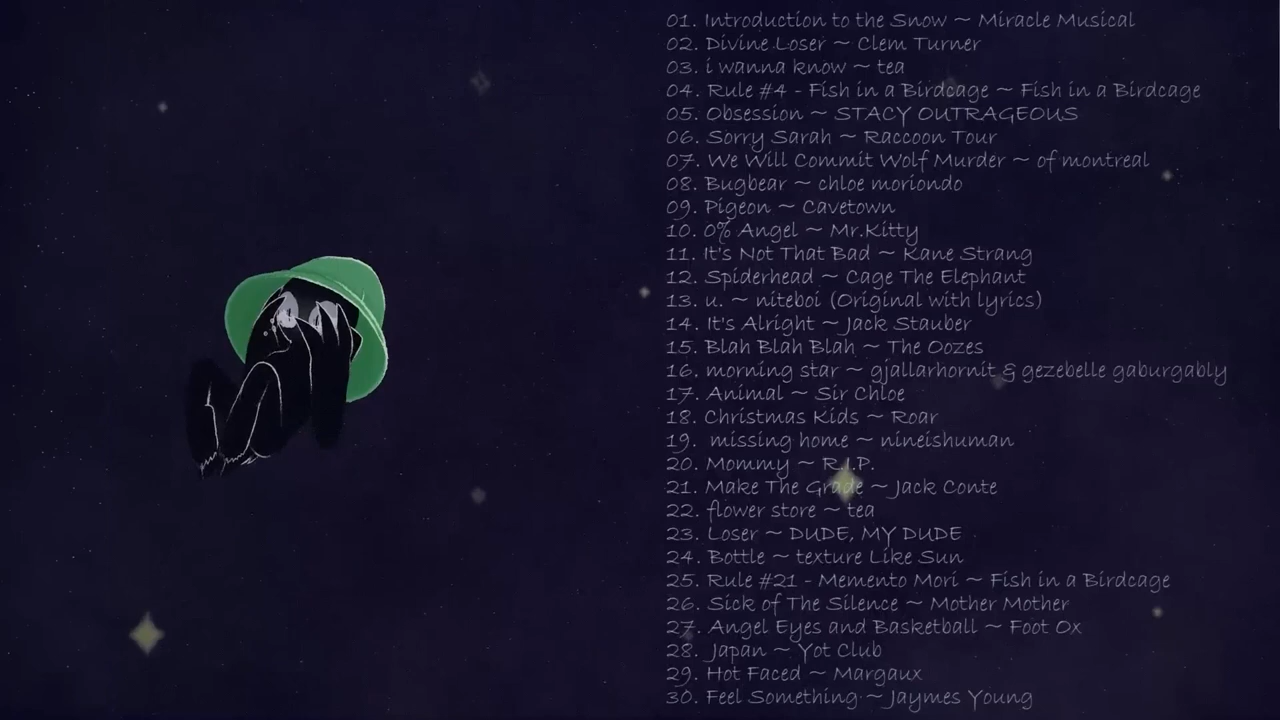 01. Introduction to the Snow ~ Miracle Musical
02. Divine Loser ~ Clem Turner
03. i wanna know ~ tea
04. Rule #4 - Fish in a Birdcage ~ Fish in a Birdcage
05. Obsession ~ STACY OUTRAGEOUS
06. Sorry Sarah ~ Raccoon Tour
07. We Will Commit Wolf Murder ~ of montreal
08. Bugbear ~ chloe moriondo
09. Pigeon ~ Cavetown
10. 0% Angel ~ Mr.Kitty
11. It's Not That Bad ~ Kane Strang
12. Spiderhead ~ Cage The Elephant
13. u. ~ niteboi (Original with lyrics)
14. It's Alright ~ Jack Stauber
15. Blah Blah Blah ~ The Oozes
16. morning star ~ gjallarhornit & gezebelle gaburgably
17. Animal ~ Sir Chloe
18. Christmas Kids ~ Roar
19. missing home ~ nineishuman
20. Mommy ~ R.I.P.
21. Make The Grade ~ Jack Conte
22. flower store ~ tea
23. Loser ~ DUDE, MY DUDE
24. Bottle ~ texture Like Sun
25. Rule #21 - Memento Mori ~ Fish in a Birdcage
26. Sick of The Silence ~ Mother Mother
27. Angel Eyes and Basketball ~ Foot Ox
28. Japan ~ Yot Club
29. Hot Faced ~ Margaux
30. Feel Something ~ Jaymes Young